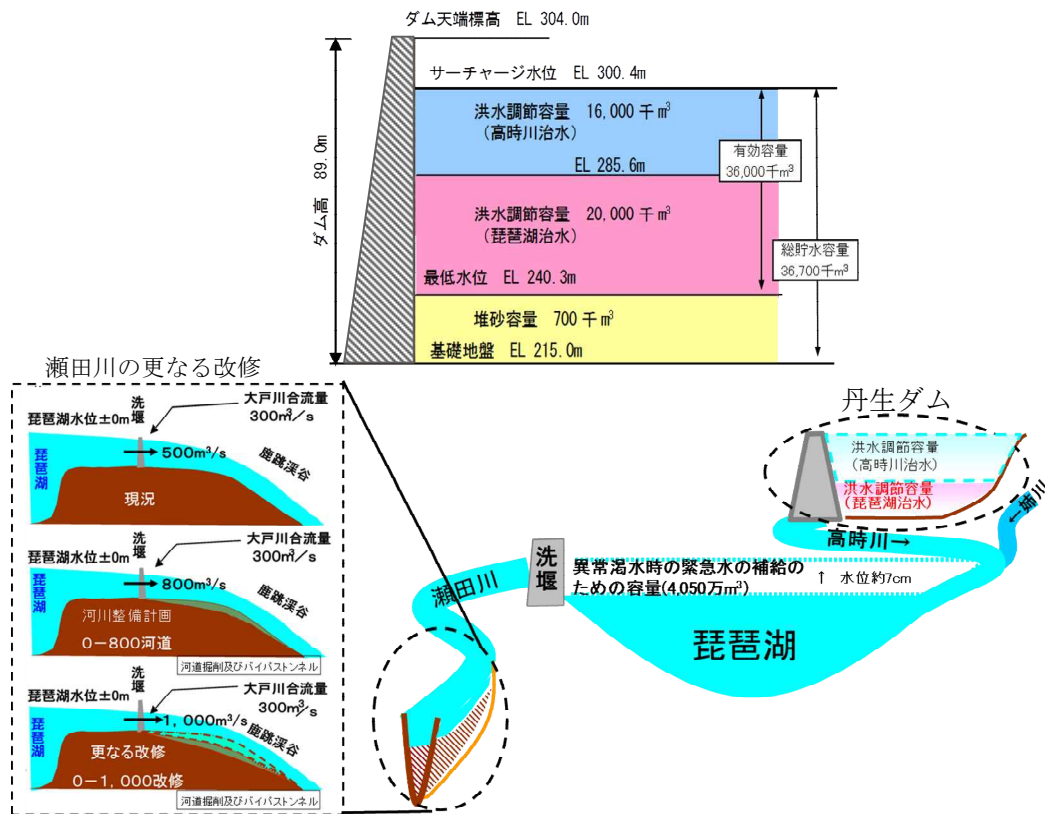 ダム天端標高 EL 304.0m
サーチャージ水位 EL 300.4m
洪水調節容量 16,000 千㎥
(高時川治水)
EL 285.6m
有効容量
36,000千㎥
ダム高 89.0m
洪水調節容量 20,000 千㎥
(琵琶湖治水)
総貯水容量
36,700千㎥
最低水位 EL 240.3m
堆砂容量 700 千㎥
基礎地盤 EL 215.0m
瀬田川の更なる改修
洗堰
大戸川合流量
300㎥/s
琵琶湖水位±0m
500㎥/s
鹿跳渓谷
琵琶湖
現況
洗堰
大戸川合流量
300㎥/s
琵琶湖水位±0m
800㎥/s
鹿跳渓谷
琵琶湖
河川整備計画
0-800河道
河道掘削及びバイパストンネル
洗堰
大戸川合流量
300㎥/s
琵琶湖水位±0m
1,000㎥/s
鹿跳渓谷
琵琶湖
更なる改修
0-1,000改修
河道掘削及びバイパストンネル
丹生ダム
洪水調節容量
(高時川治水)
洪水調節容量
(琵琶湖治水)
←姉川
高時川→
洗堰
瀬田川
異常渇水時の緊急水の補給の
ための容量(4,050万㎥)
↑ 水位約7cm
琵琶湖